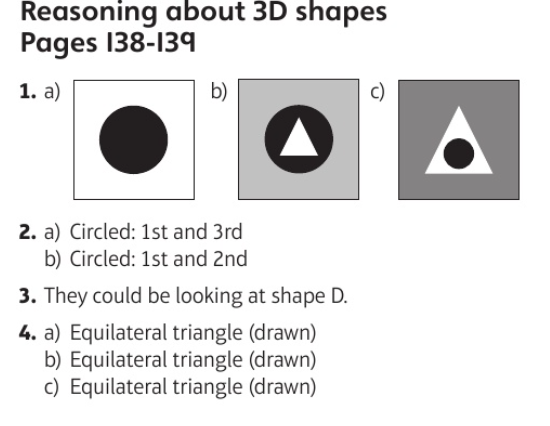 Reasoning about 3D shapes
Pages 138-139
1. a) b) c)
2. a) Circled: 1st and 3rd
b) Circled: 1st and 2nd
3. They could be looking at shape D.
4. a) Equilateral triangle (drawn)
b) Equilateral triangle (drawn)
c) Equilateral triangle (drawn)